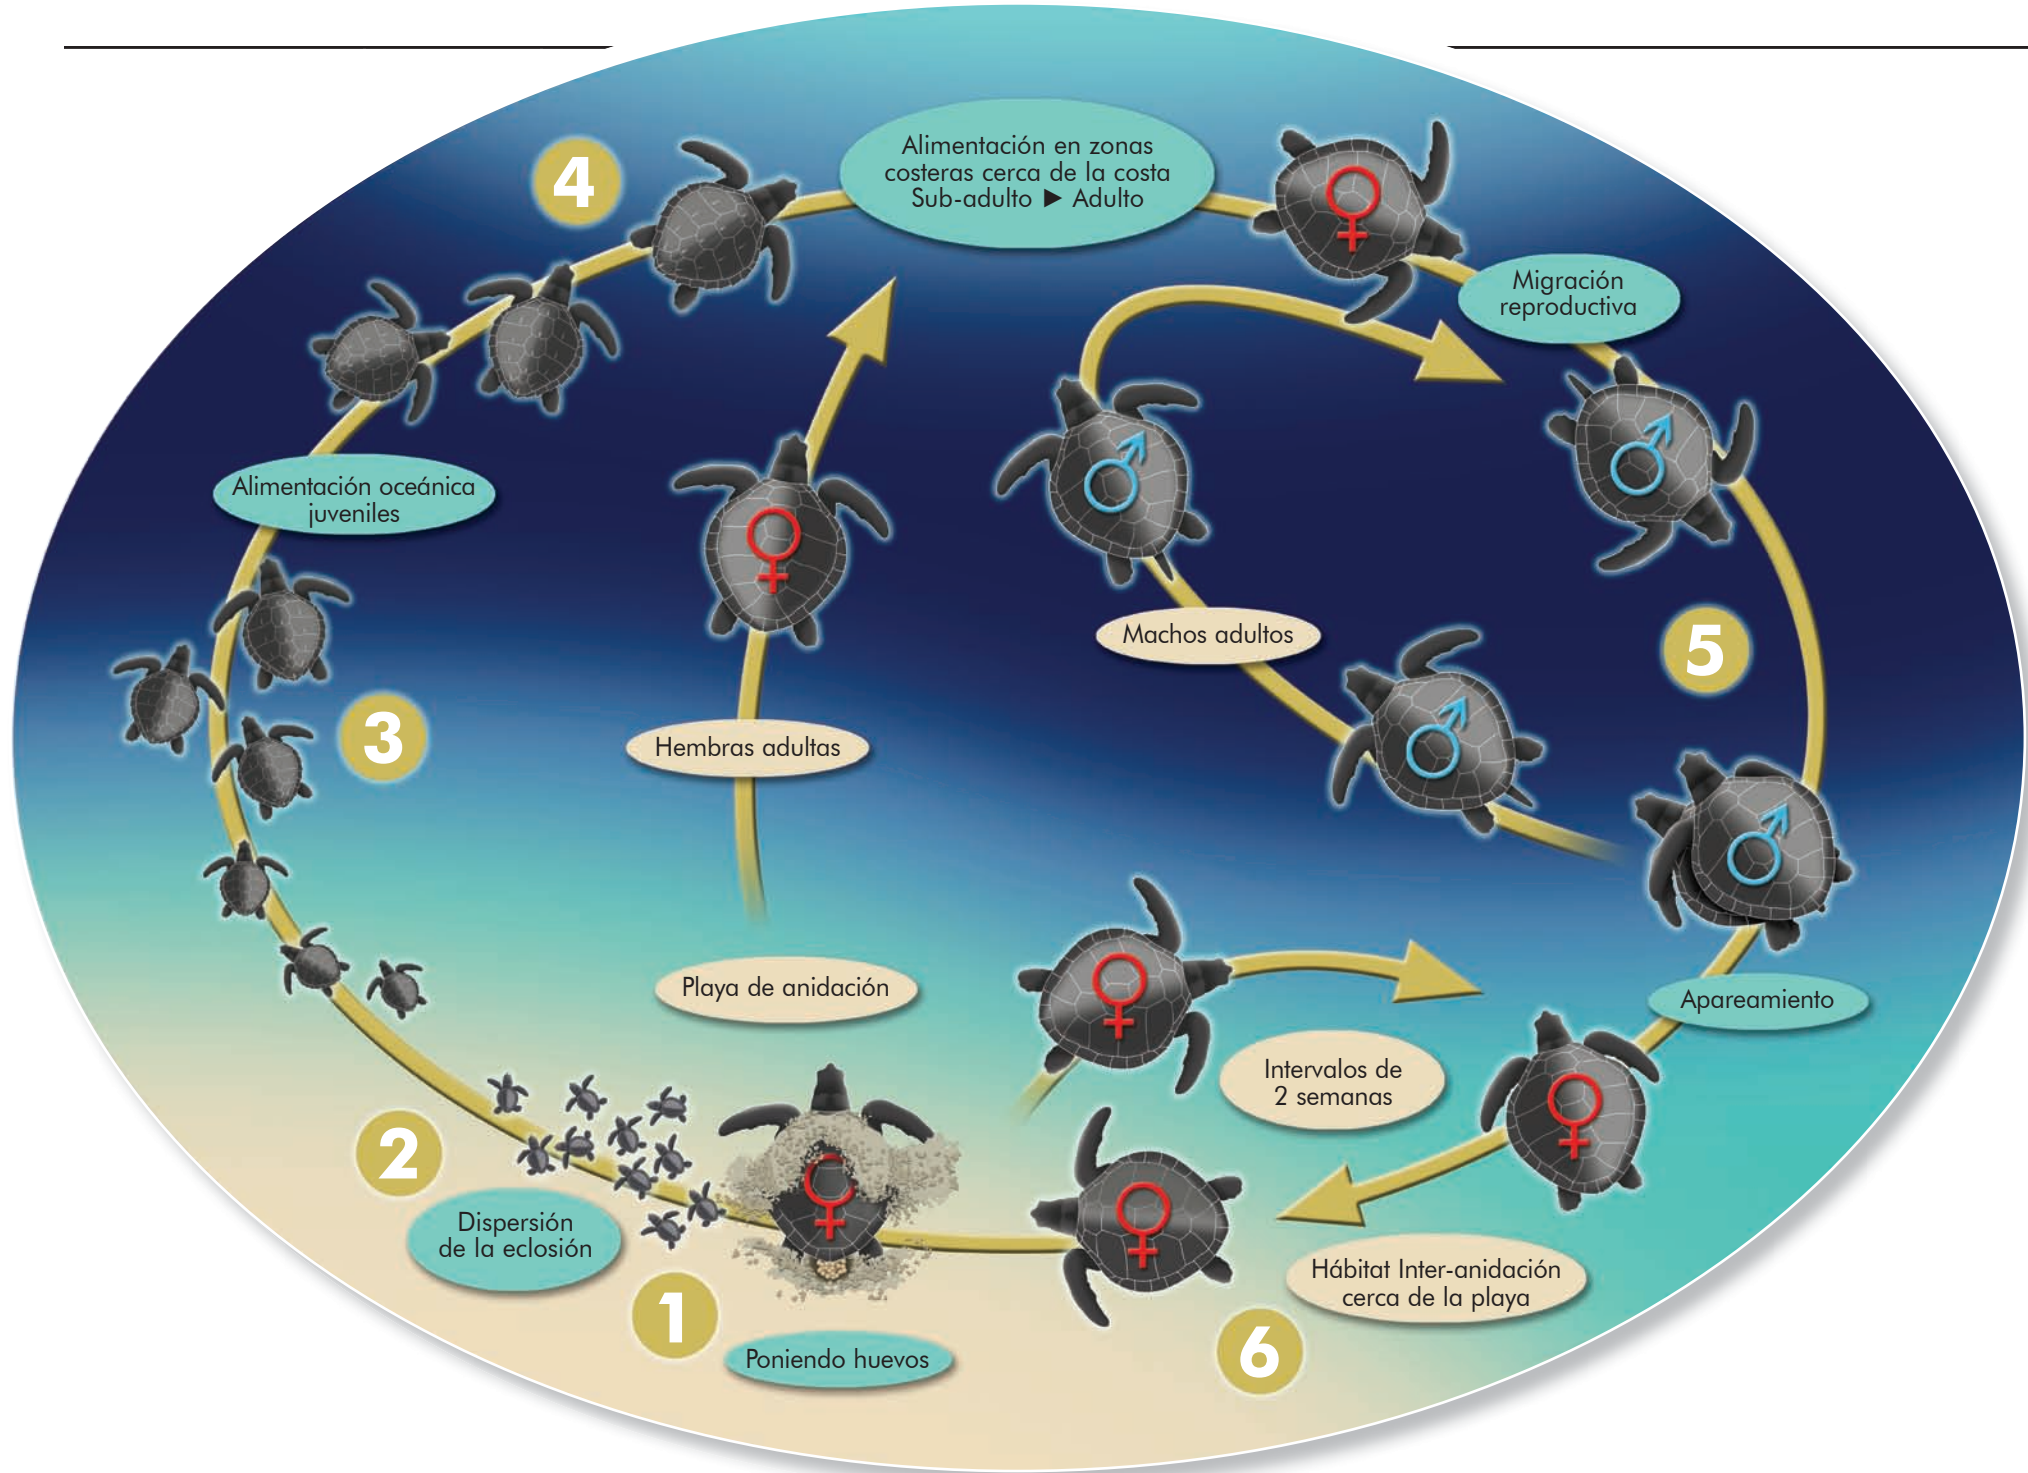 4
Alimentación en zonas
costeras cerca de la costa
Sub-adulto ► Adulto
Migración
reproductiva
Alimentación oceánica
juveniles
3
Hembras adultas
Machos adultos
5
Playa de anidación
Apareamiento
Intervalos de
2 semanas
2
Dispersión
de la eclosión
Hábitat Inter-anidación
cerca de la playa
1
Poniendo huevos
6